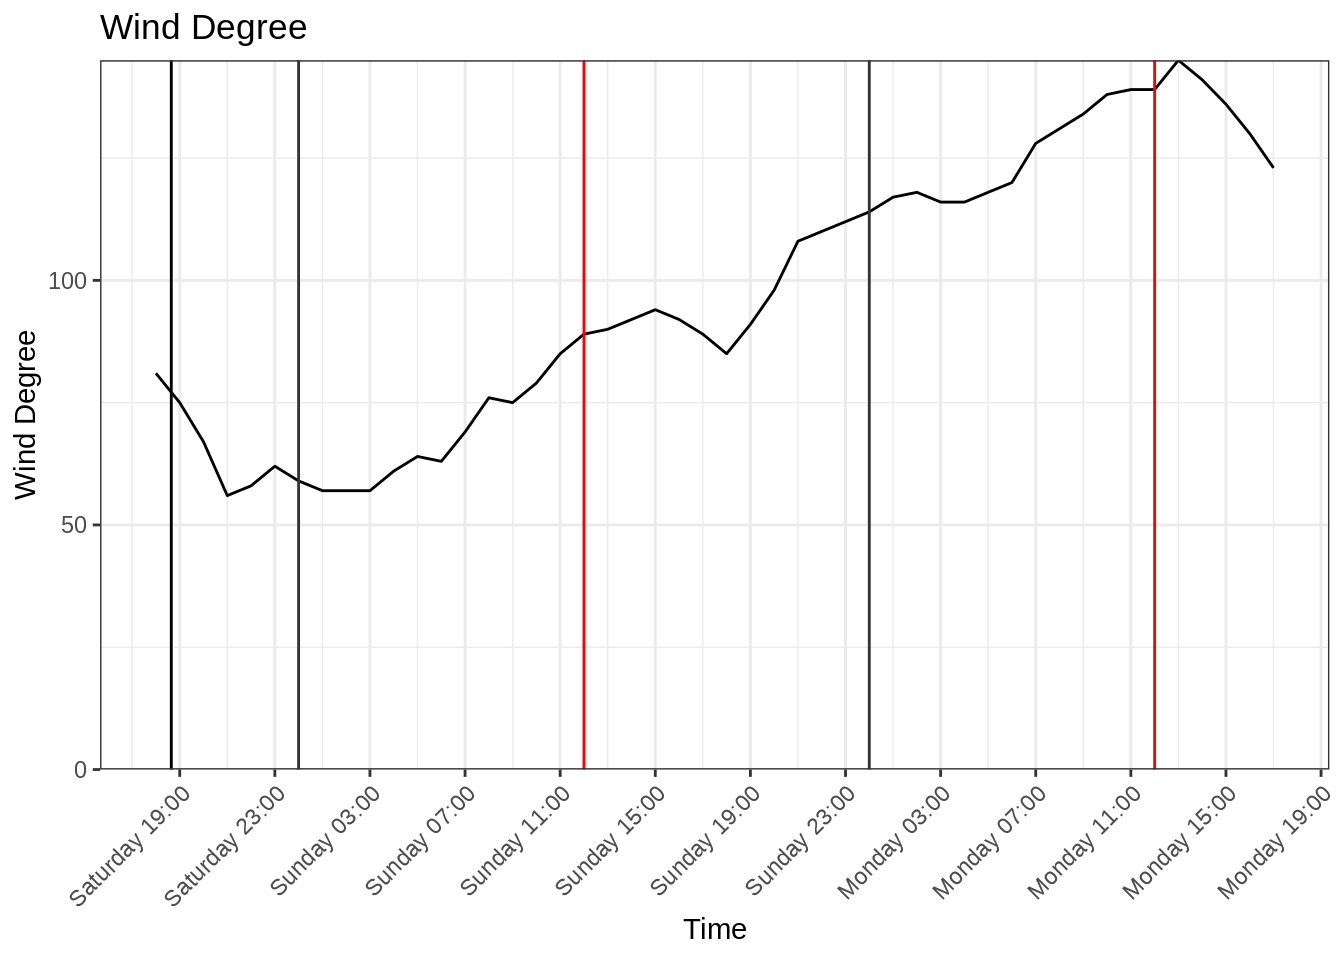 Wind Degree
Wind Degree
100
50
0
Saturday 19:00
Saturday 23:00
Sunday 03:00
Sunday 07:00
Sunday 11:00
Sunday 15:00
Sunday 19:00
Sunday 23:00
Monday 03:00
Monday 07:00
Monday 11:00
Monday 15:00
Monday 19:00
Time